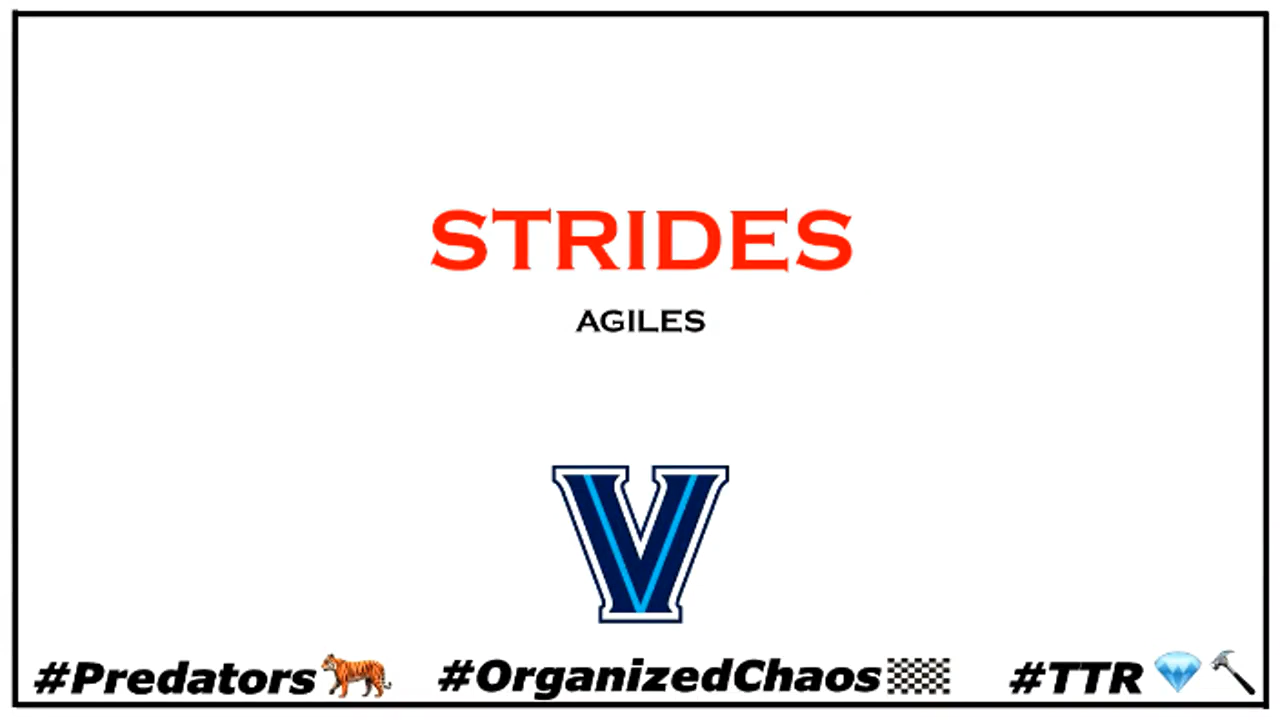 STRIDES
AGILES
V
#Predators🐅 #OrganizedChaos🏁 #TTR💎🔨